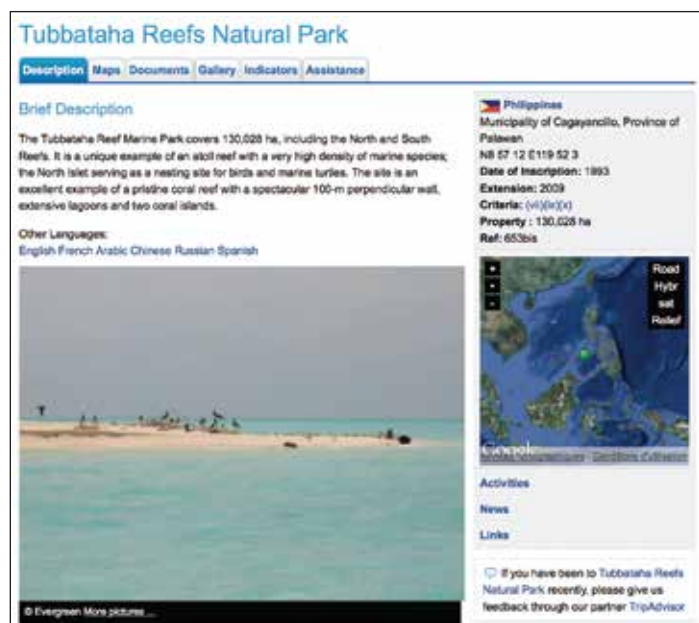 Tubbataha Reefs Natural Park
Description Maps Documents Gallery Indicators Assistance
Brief Description
The Tubbataha Reef Marine Park covers 130,028 ha, including the North and South
Reefs. It is a unique example of an atoll reef with a very high density of marine species;
the North Islet serving as a nesting site for birds and marine turtles. The site is an
excellent example of a pristine coral reef with a spectacular 100-m perpendicular wall,
extensive lagoons and two coral islands.
Other Languages:
English French Arabic Chinese Russian Spanish
© Evergreen More pictures ...
Philippines
Municipality of Cagayancillo, Province of
Palawan
N8 57 12 E119 52 3
Date of Inscription: 1993
Extension: 2009
Criteria: (vii)(ix)(x)
Property : 130,028 ha
Ref: 653bis
+
-
Road
Hybr
sat
Relief
Google
Conditions d'utilisation
Activities
News
Links
If you have been to Tubbataha Reefs
Natural Park recently, please give us
feedback through our partner TripAdvisor